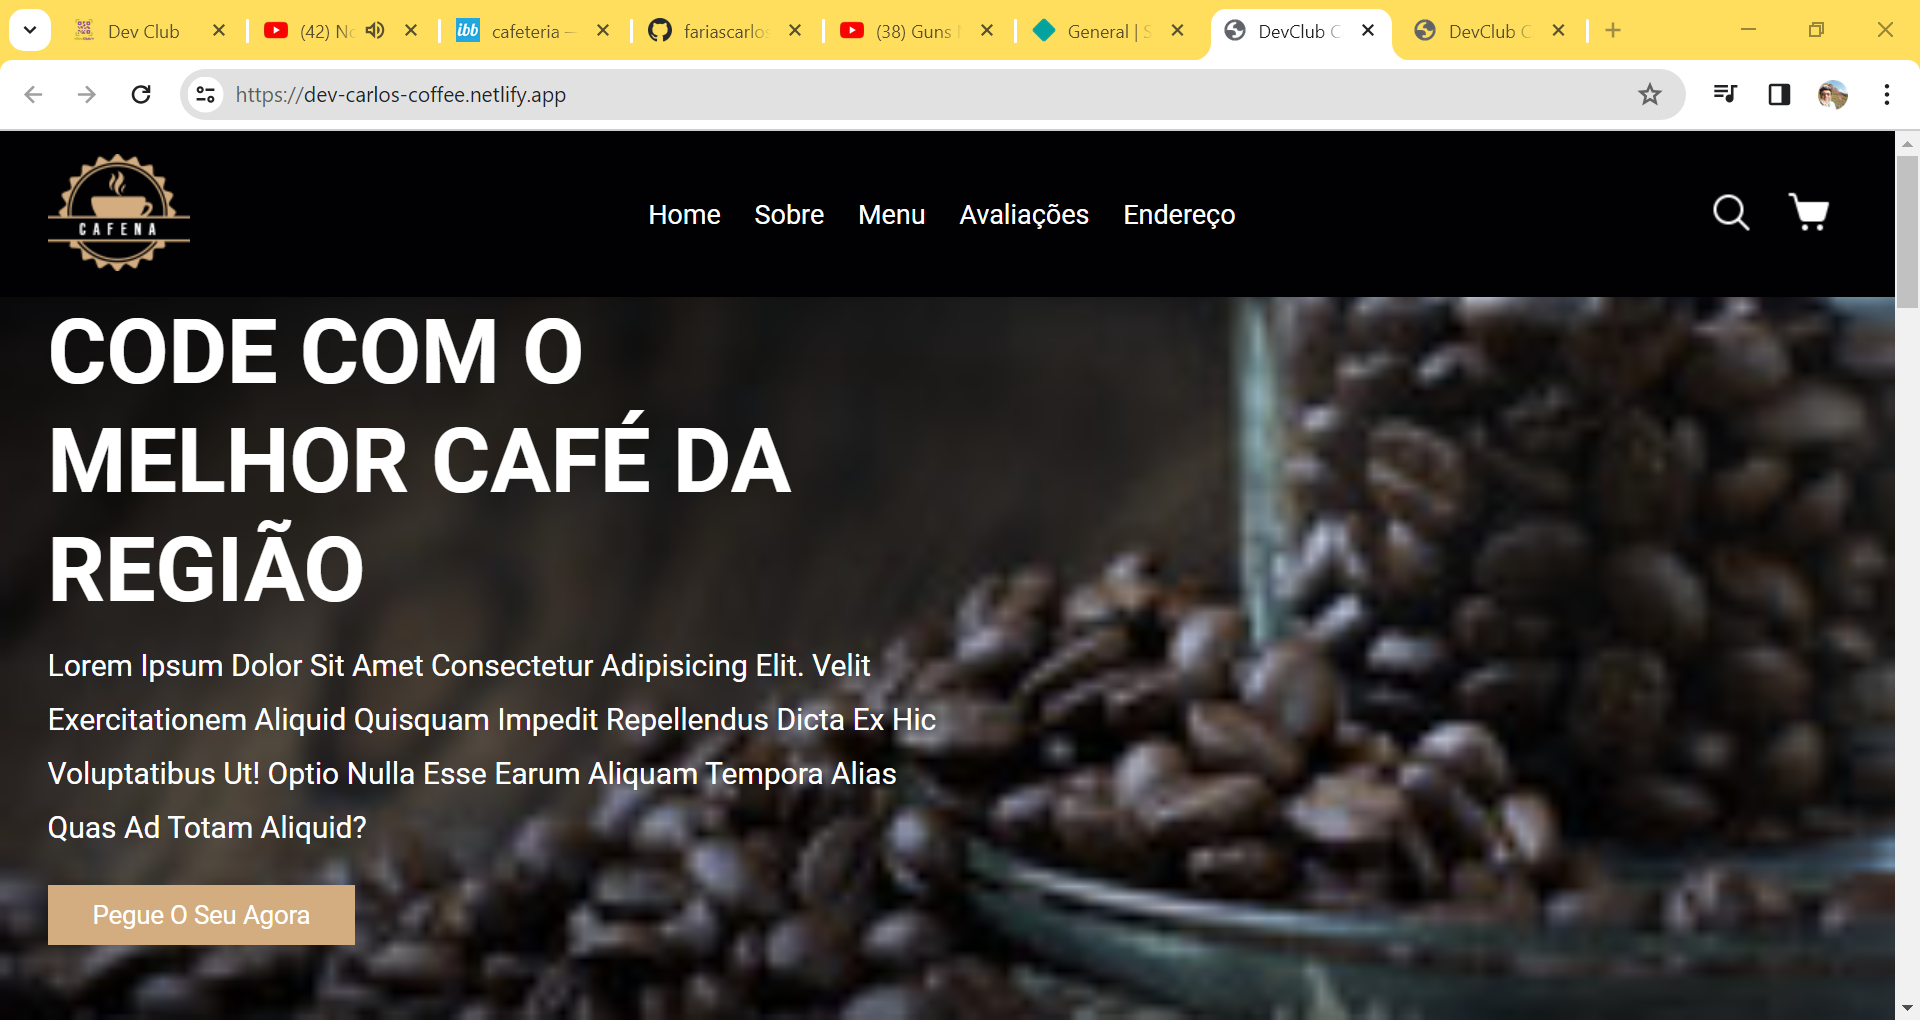 Dev Club
(42) No
cafeteria –
fariascarlos
(38) Guns
General | S
DevClub C
DevClub C
https://dev-carlos-coffee.netlify.app
CAFENA
Home Sobre Menu Avaliações Endereço
CODE COM O
MELHOR CAFÉ DA
REGIÃO
Lorem Ipsum Dolor Sit Amet Consectetur Adipisicing Elit. Velit
Exercitationem Aliquid Quisquam Impedit Repellendus Dicta Ex Hic
Voluptatibus Ut! Optio Nulla Esse Earum Aliquam Tempora Alias
Quas Ad Totam Aliquid?
Pegue O Seu Agora